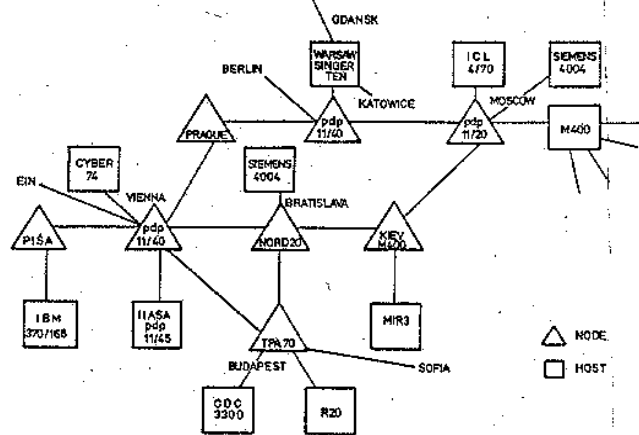 GDANSK
WARSAW
SINGER
TEN
BERLIN
KATOWICE
pdp
11/40
ICL
4/70
SIEMENS
4004
MOSCOW
pdp
11/20
M400
PRAGUE
CYBER
74
SIEMENS
4004
EIN
VIENNA
BRATISLAVA
PISA
pdp
11/40
NORD20
KIEV
M400
IBM
370/168
IIASA
pdp
11/45
MIR3
TPA70
BUDAPEST
SOFIA
CDC
3300
R20
NODE
HOST